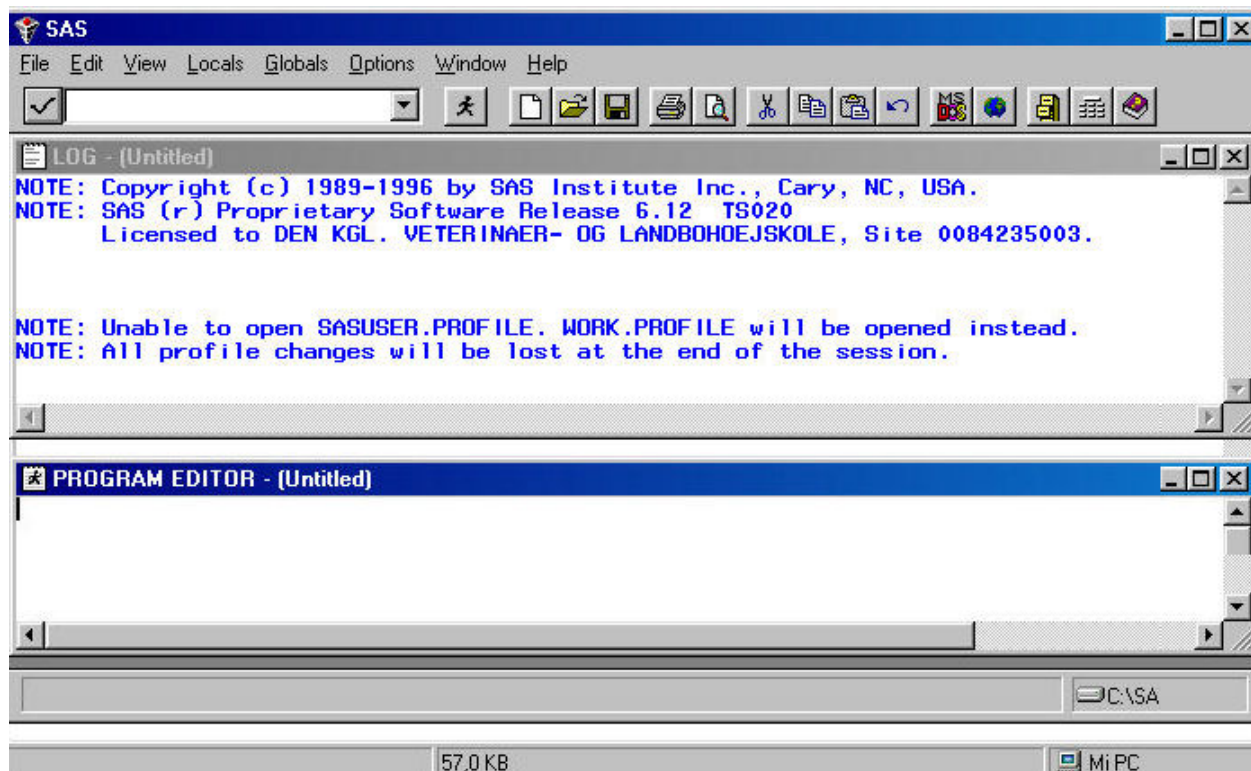 SAS
File Edit View Locals Globals Options Window Help
MS DOS
LOG - (Untitled)
NOTE: Copyright (c) 1989-1996 by SAS Institute Inc., Cary, NC, USA.
NOTE: SAS (r) Proprietary Software Release 6.12 TS020
Licensed to DEN KGL. VETERINAER- OG LANDBOHOEJSKOLE, Site 0084235003.
NOTE: Unable to open SASUSER.PROFILE. WORK.PROFILE will be opened instead.
NOTE: All profile changes will be lost at the end of the session.
PROGRAM EDITOR - (Untitled)
C:\SA
57,0 KB Mi PC